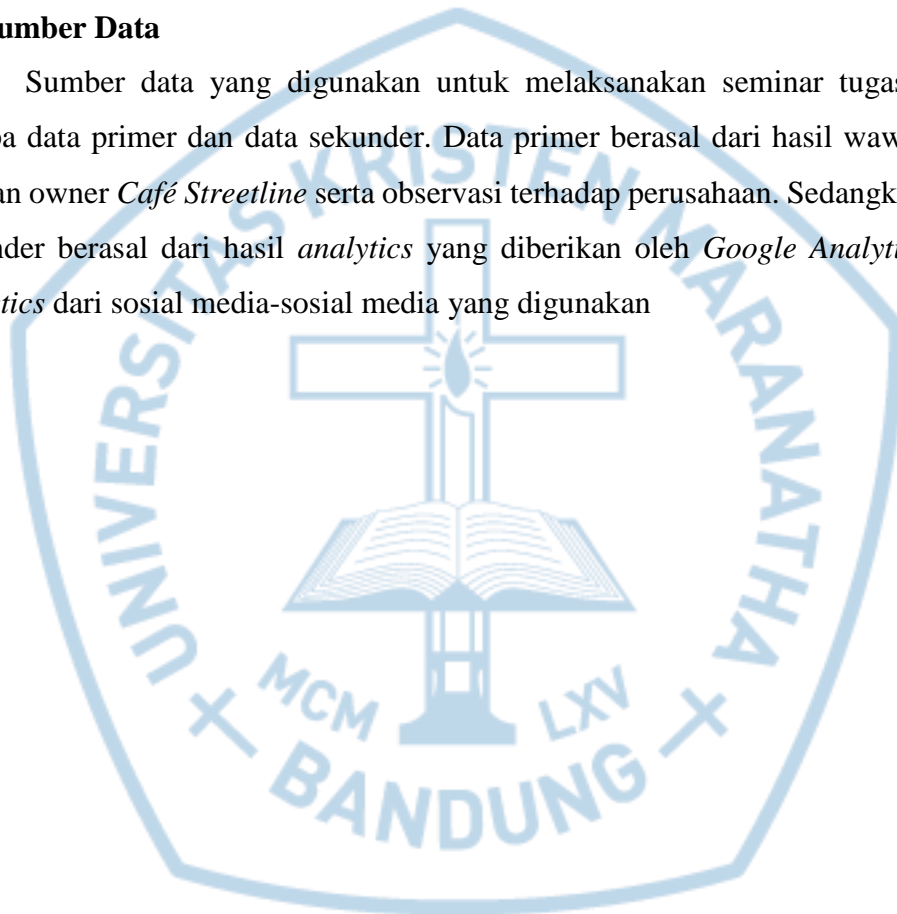 umber Data
Sumber data yang digunakan untuk melaksanakan seminar tugas
a data primer dan data sekunder. Data primer berasal dari hasil waw
an owner Café Streetline serta observasi terhadap perusahaan. Sedangk
nder berasal dari hasil analytics yang diberikan oleh Google Analyti
tics dari sosial media-sosial media yang digunakan
UNIVERSITAS KRISTEN MARANATHA
MCM LXV
BANDUNG